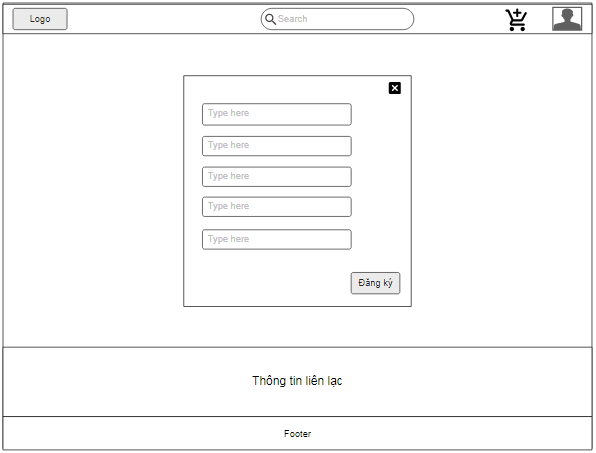 Logo
Search
Type here
Type here
Type here
Type here
Type here
Đăng ký
Thông tin liên lạc
Footer